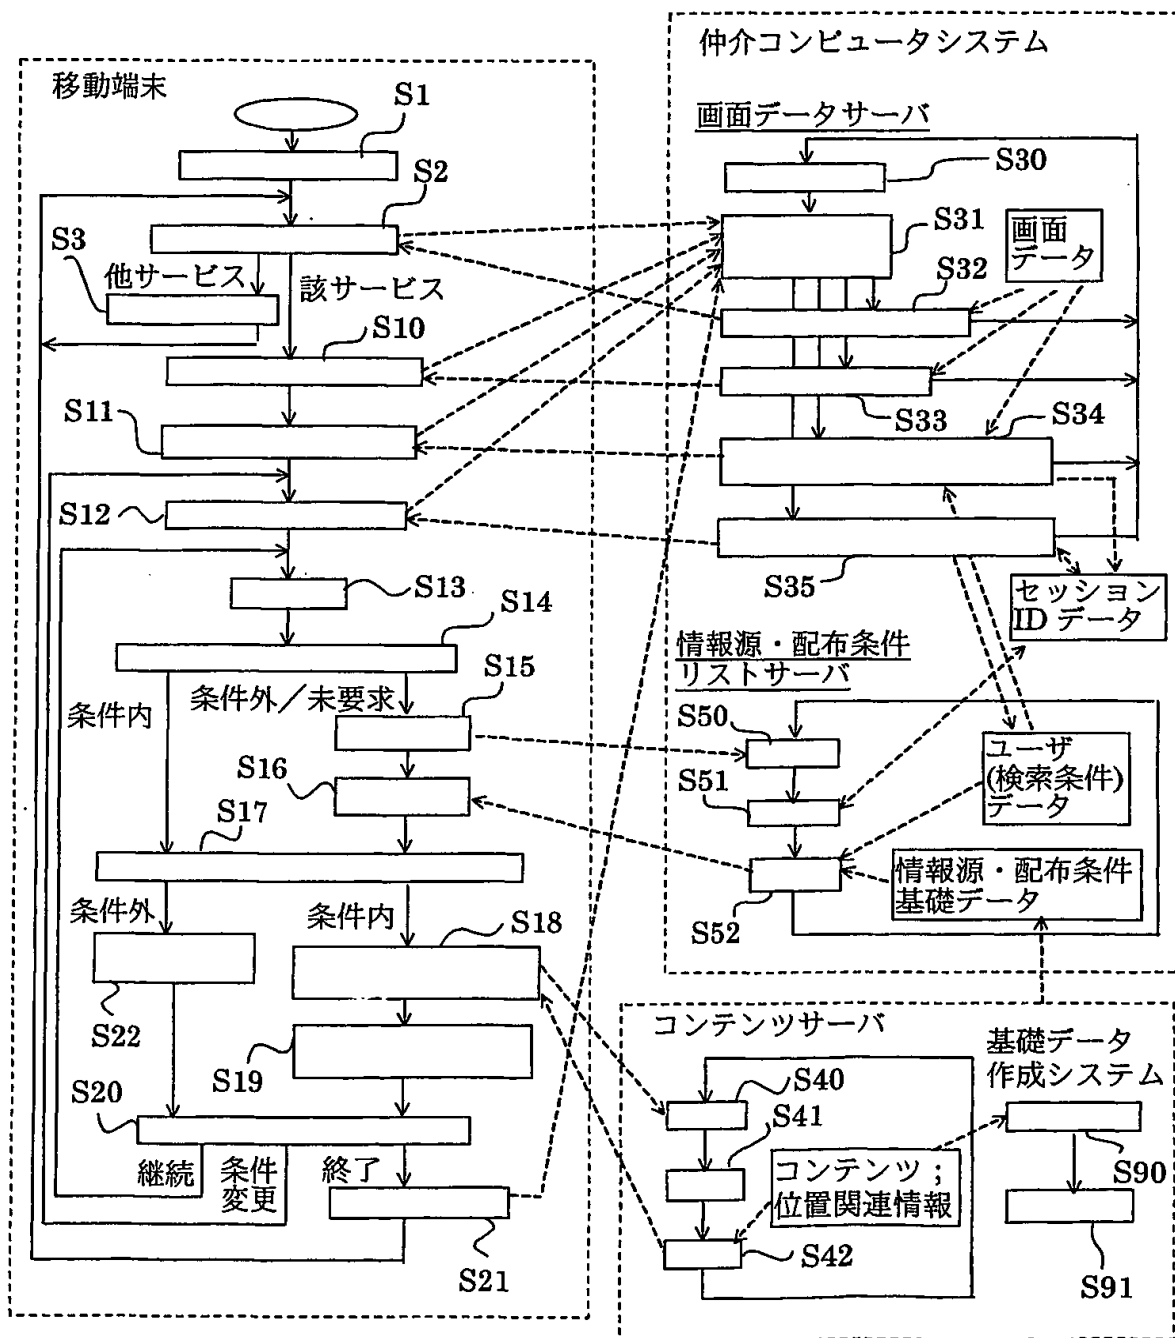 移動端末
S1
S2
S3
他サービス
該サービス
S10
S11
S12
S13
S14
条件内
条件外／未要求
S15
S16
S17
条件外
条件内
S18
S22
S19
S20
継続
条件
変更
終了
S21
仲介コンピュータシステム
画面データサーバ
S30
S31
画面
データ
S32
S33
S34
S35
セッション
ID データ
情報源・配布条件
リストサーバ
S50
S51
ユーザ
(検索条件)
データ
情報源・配布条件
基礎データ
S52
コンテンツサーバ
S40
S41
コンテンツ；
位置関連情報
S42
基礎データ
作成システム
S90
S91